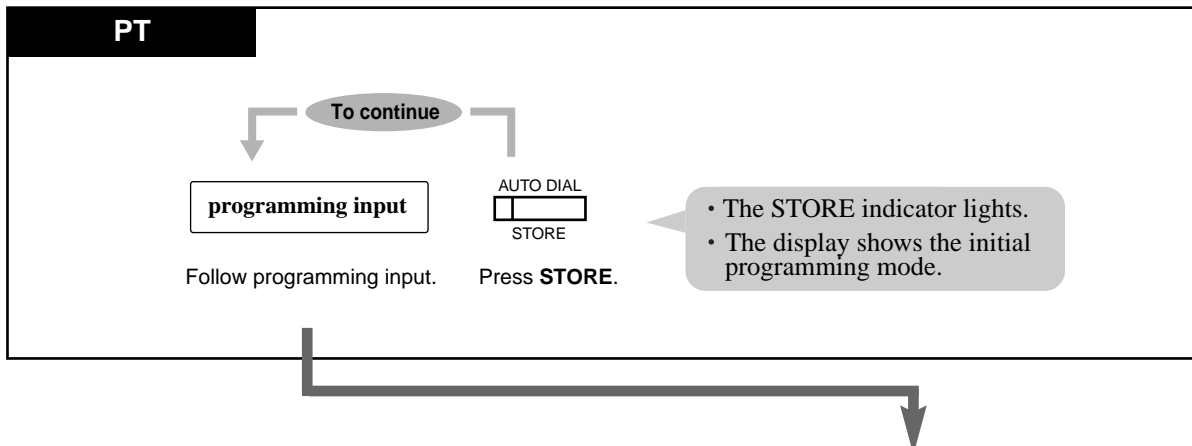 PT
To continue
programming input
AUTO DIAL
STORE
Follow programming input.
Press STORE.
• The STORE indicator lights.
• The display shows the initial
programming mode.